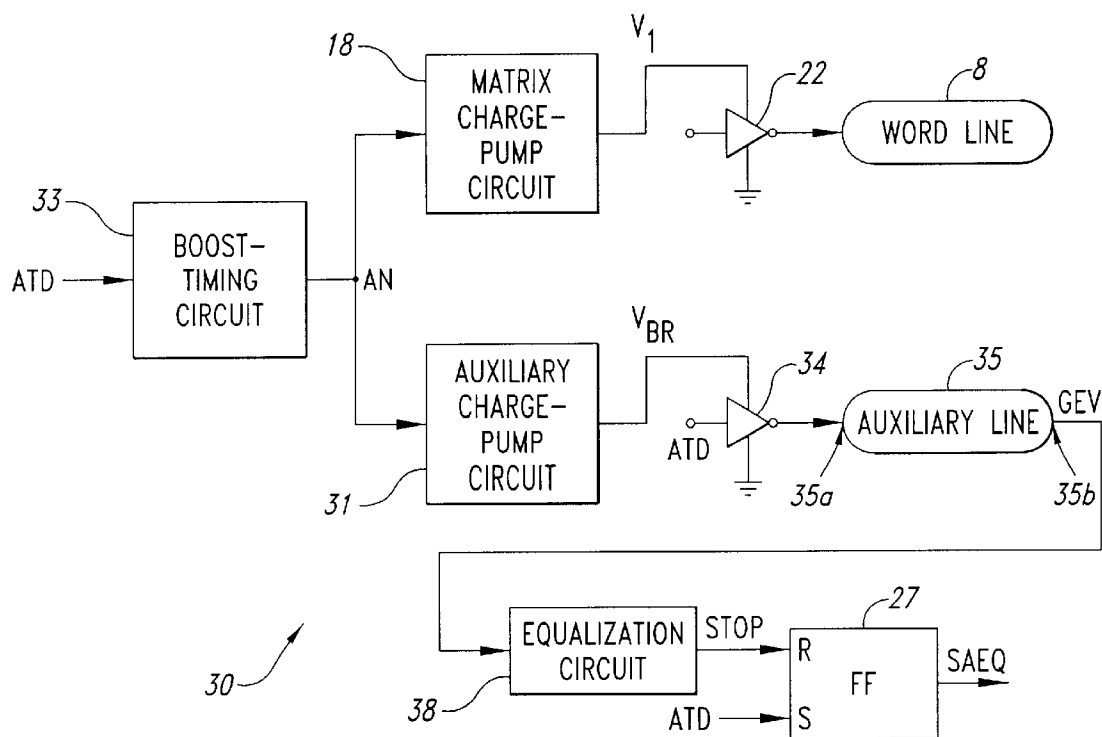 18
MATRIX
CHARGE-
PUMP
CIRCUIT
V1
22
8
WORD LINE
33
ATD
BOOST-
TIMING
CIRCUIT
AN
AUXILIARY
CHARGE-
PUMP
CIRCUIT
31
VBR
34
ATD
35
AUXILIARY LINE
GEV
35a
35b
30
EQUALIZATION
CIRCUIT
38
STOP
ATD
27
R
FF
S
SAEQ